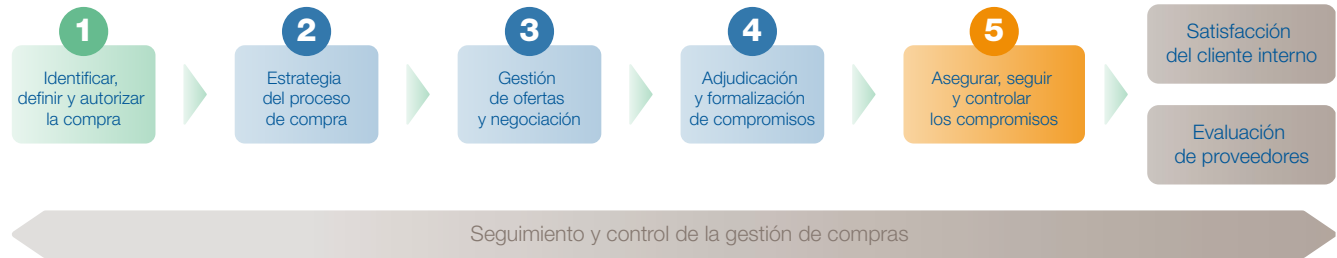 1
Identificar,
definir y autorizar
la compra
2
Estrategia
del proceso
de compra
3
Gestión
de ofertas
y negociación
4
Adjudicación
y formalización
de compromisos
5
Asegurar, seguir
y controlar
los compromisos
Satisfacción
del cliente interno
Evaluación
de proveedores
Seguimiento y control de la gestión de compras